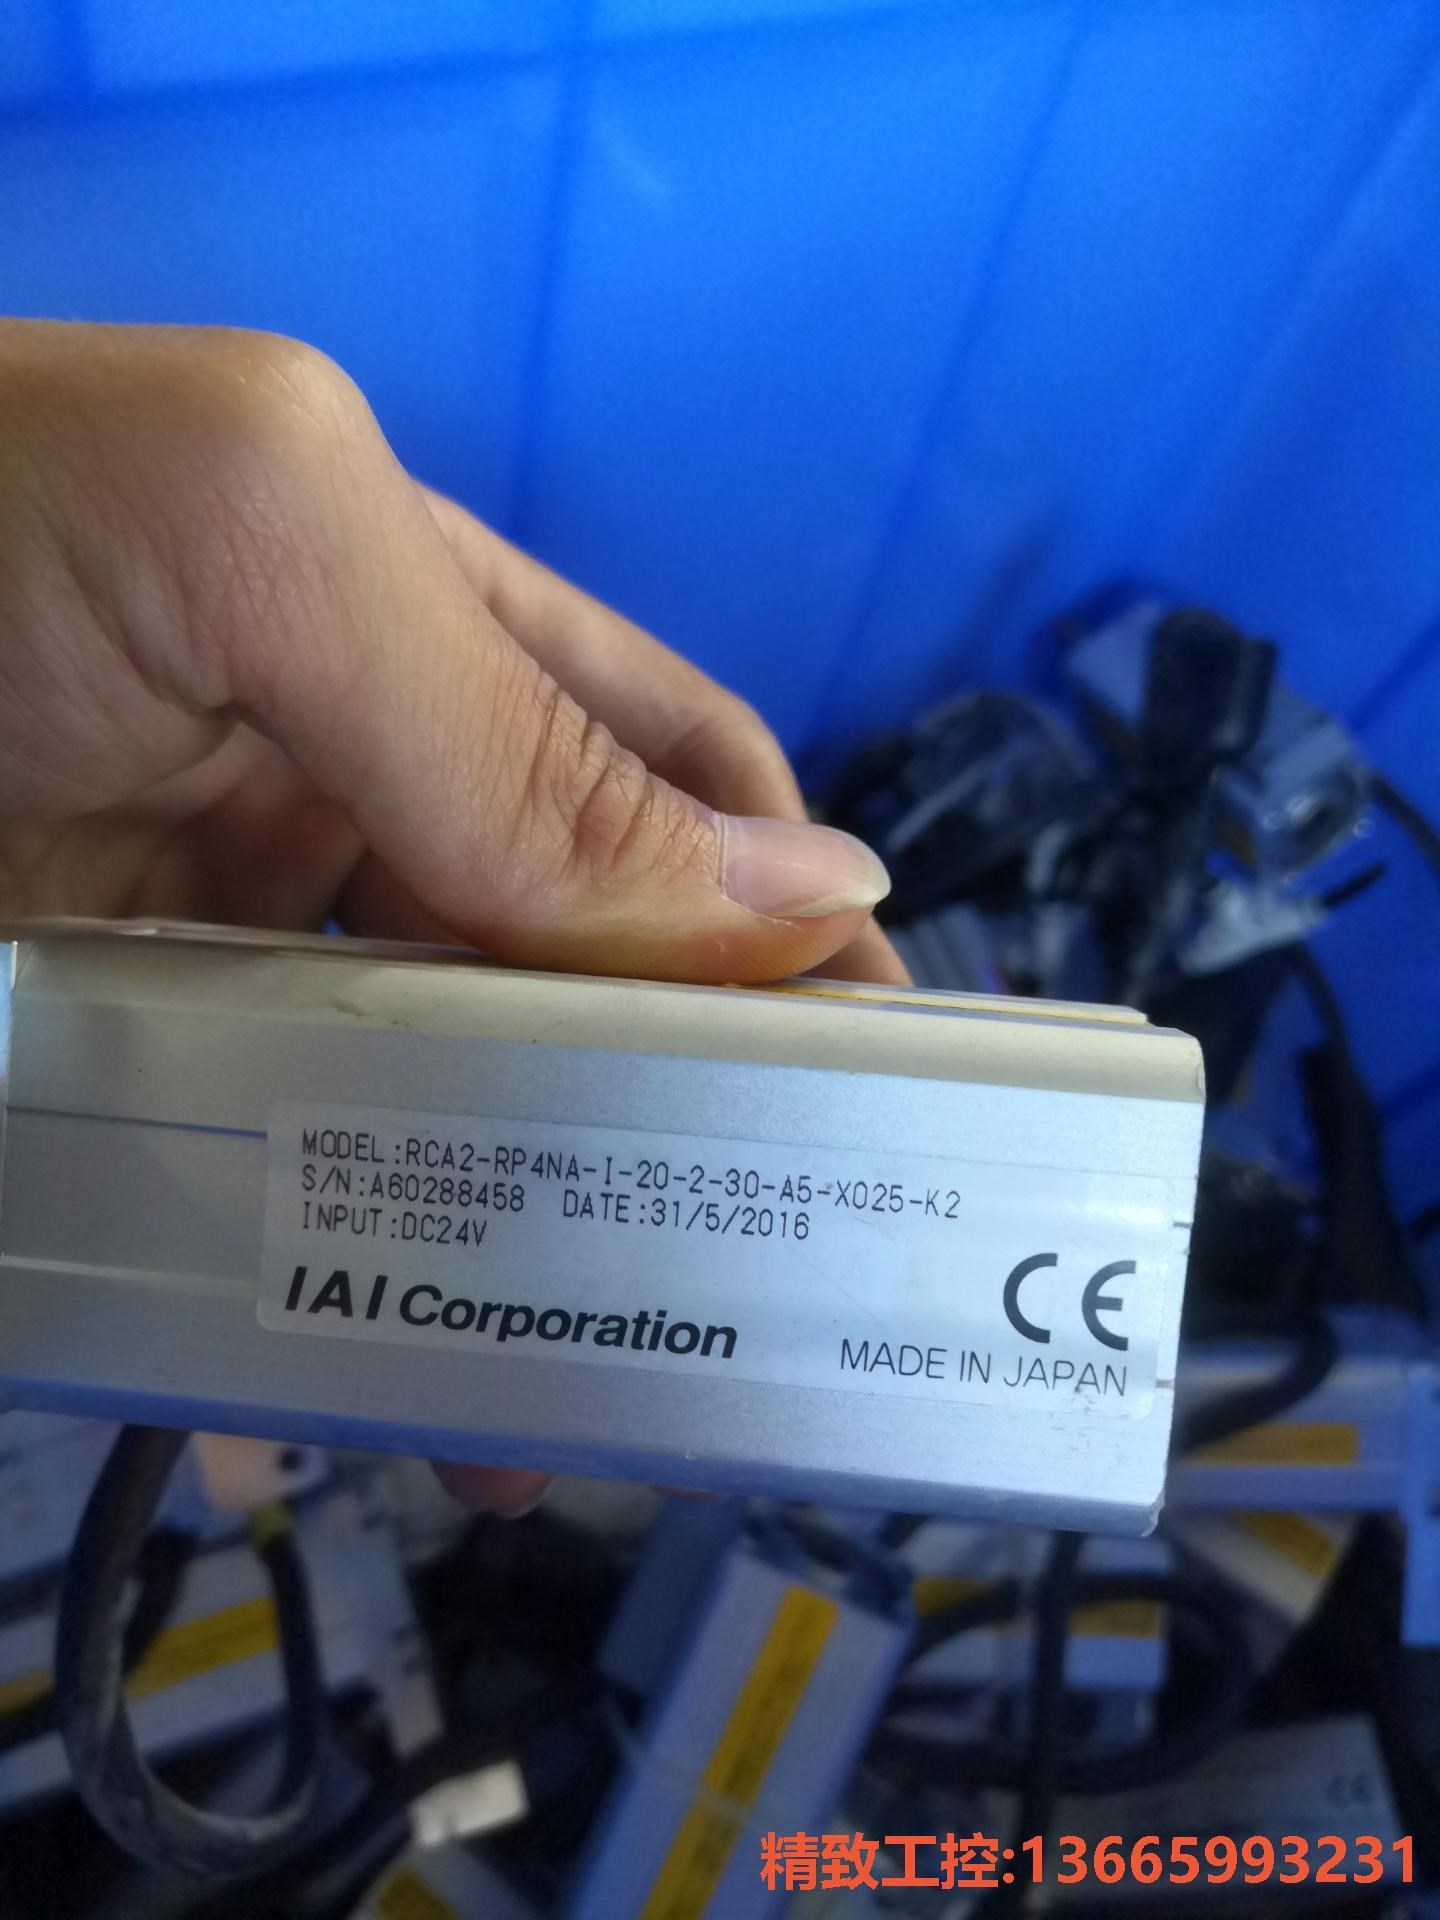 MODEL:RCA2-RP4NA-I-20-2-30-A5-X025-K2
S/N:A60288458 DATE:31/5/2016
INPUT:DC24V
IAI Corporation
CE
MADE IN JAPAN
CE
精致工控:13665993231